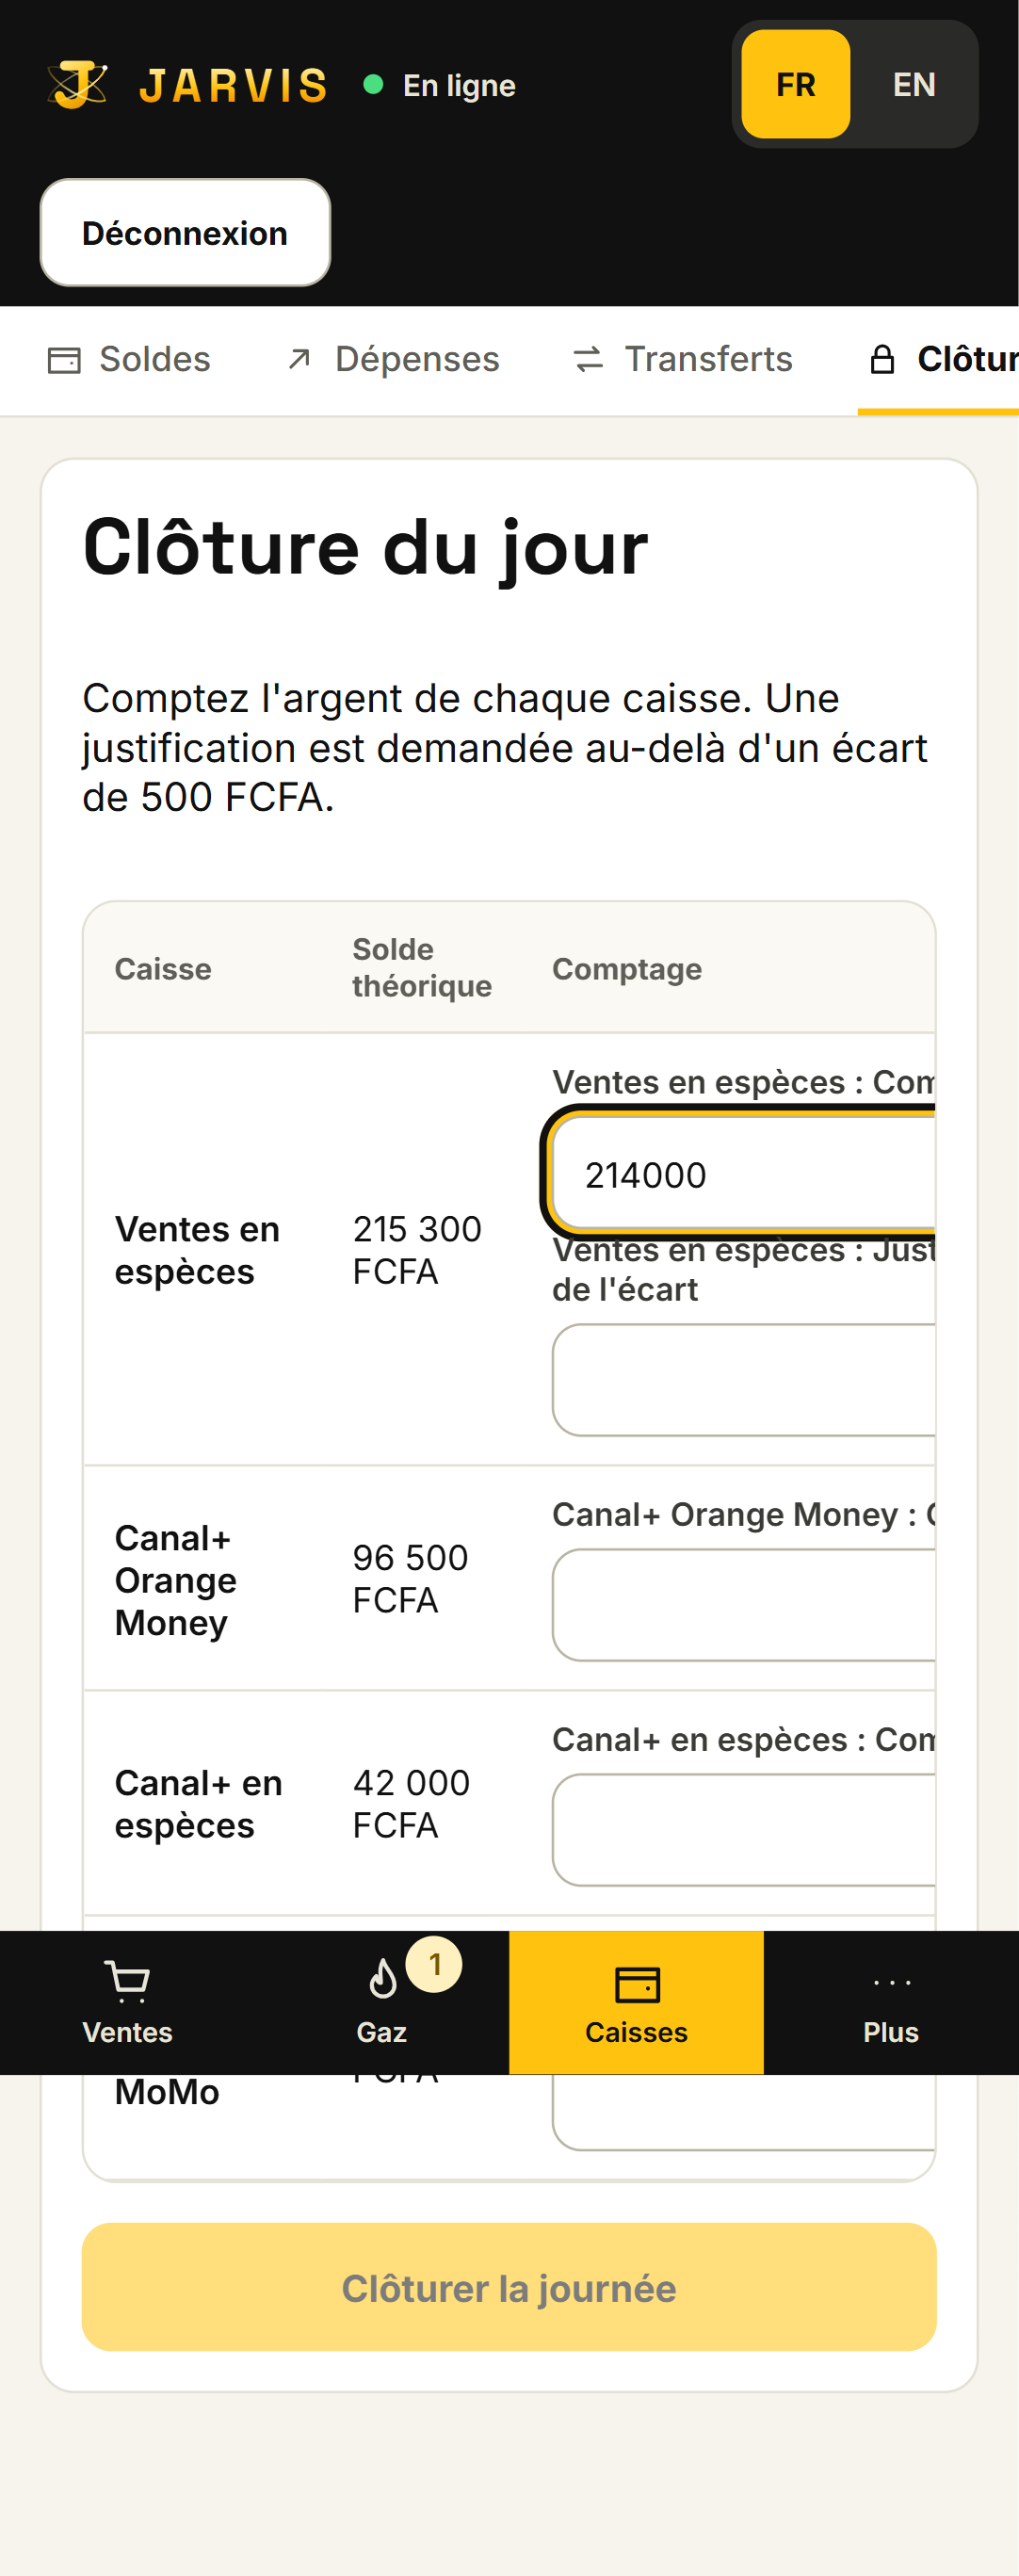 JARVIS
En ligne
FR
EN
Déconnexion
Soldes
Dépenses
Transferts
Clôtur
Clôture du jour
Comptez l'argent de chaque caisse. Une
justification est demandée au-delà d'un écart
de 500 FCFA.
Caisse
Solde
théorique
Comptage
Ventes en espèces : Com
214000
Ventes en
espèces
215 300
FCFA
Ventes en espèces : Just
de l'écart
Canal+ Orange Money :
Canal+
Orange
Money
96 500
FCFA
Canal+ en espèces : Com
Canal+ en
espèces
42 000
FCFA
1
Ventes
Gaz
Caisses
Plus
MoMo
FCFA
Clôturer la journée